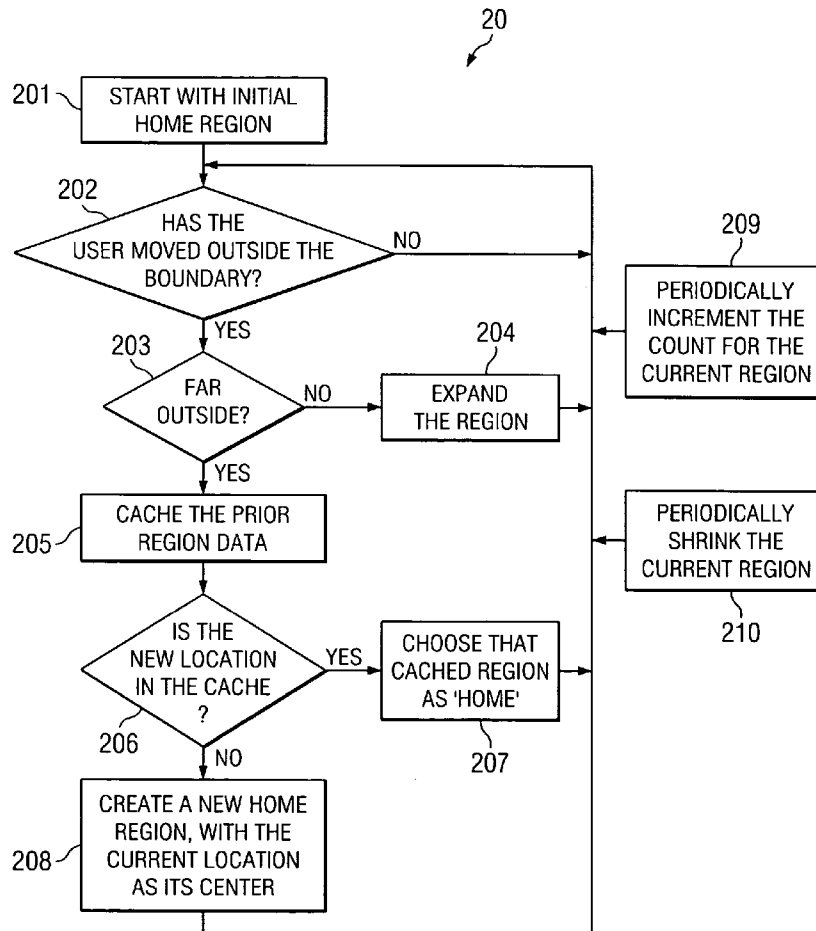 20
201
START WITH INITIAL
HOME REGION
202
HAS THE
USER MOVED OUTSIDE THE
BOUNDARY?
NO
YES
209
PERIODICALLY
INCREMENT THE
COUNT FOR THE
CURRENT REGION
203
FAR
OUTSIDE?
NO
YES
204
EXPAND
THE REGION
205
CACHE THE PRIOR
REGION DATA
PERIODICALLY
SHRINK THE
CURRENT REGION
210
IS THE
NEW LOCATION
IN THE CACHE
?
206
YES
NO
CHOOSE THAT
CACHED REGION
AS 'HOME'
207
208
CREATE A NEW HOME
REGION, WITH THE
CURRENT LOCATION
AS ITS CENTER